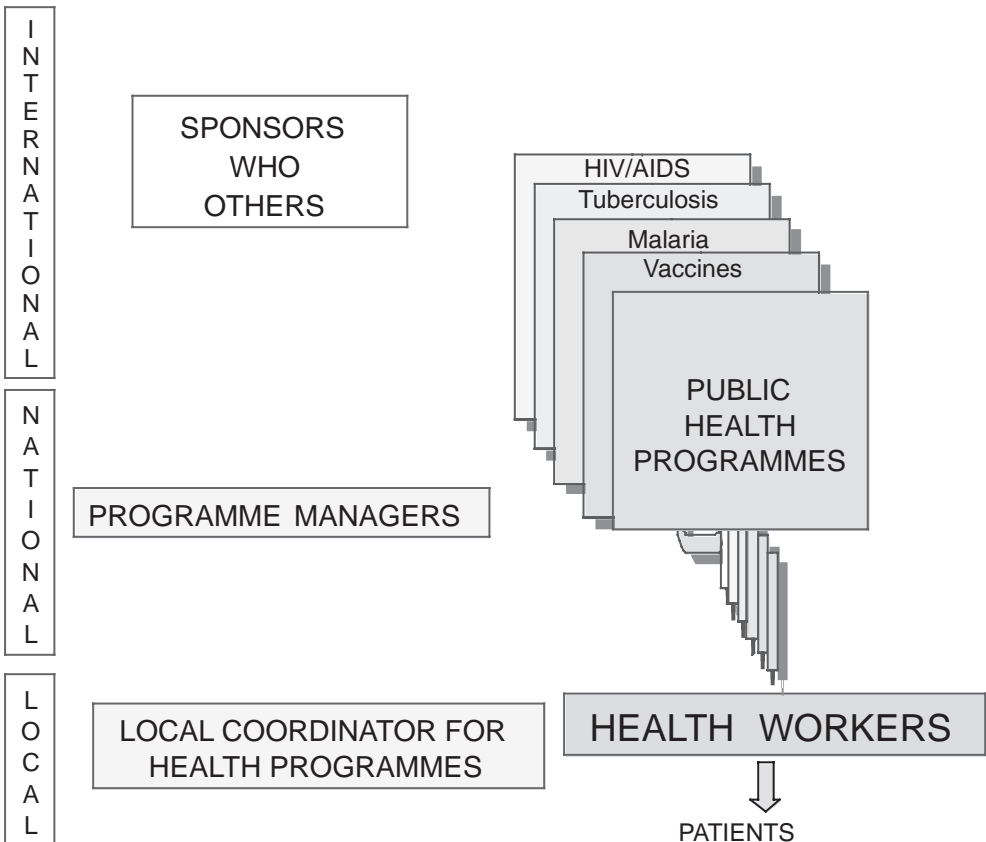 INTERNATIONAL
SPONSORS
WHO
OTHERS
HIV/AIDS
Tuberculosis
Malaria
Vaccines
PUBLIC
HEALTH
PROGRAMMES
NATIONAL
PROGRAMME MANAGERS
LOCAL
LOCAL COORDINATOR FOR
HEALTH PROGRAMMES
HEALTH WORKERS
PATIENTS